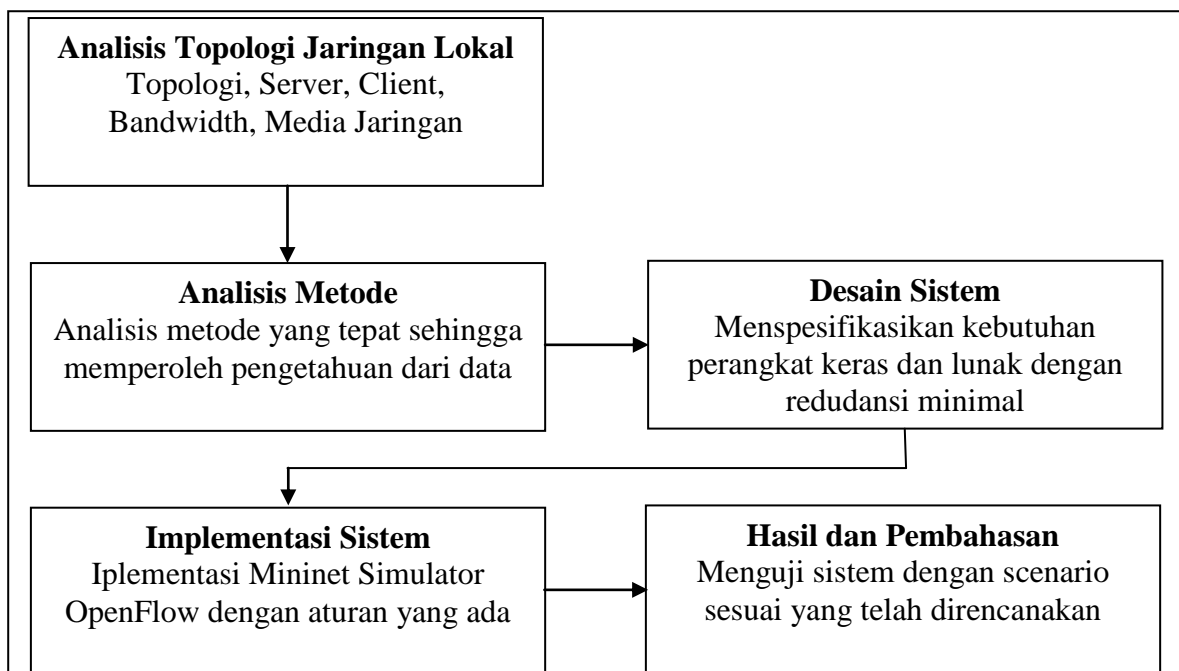 Analisis Topologi Jaringan Lokal
Topologi, Server, Client,
Bandwidth, Media Jaringan
Analisis Metode
Analisis metode yang tepat sehingga
memperoleh pengetahuan dari data
Desain Sistem
Menspesifikasikan kebutuhan
perangkat keras dan lunak dengan
redudansi minimal
Implementasi Sistem
Iplementasi Mininet Simulator
OpenFlow dengan aturan yang ada
Hasil dan Pembahasan
Menguji sistem dengan scenario
sesuai yang telah direncanakan